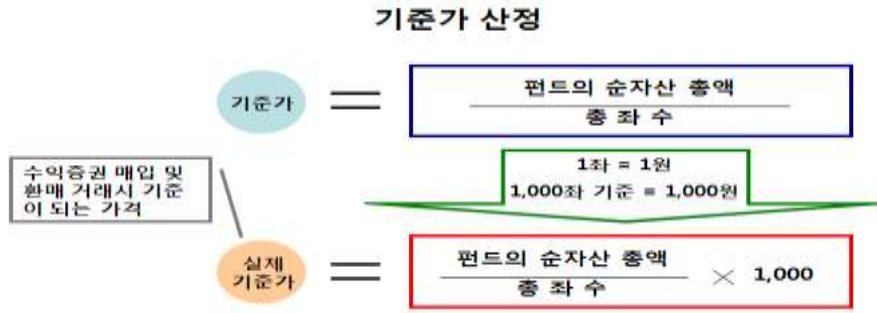 기준가 산정
기준가
=
펀드의 순자산 총액
총 좌 수
수익증권 매입 및
환매 거래시 기준
이 되는 가격
1좌 = 1원
1,000좌 기준 = 1,000원
실제
기준가
=
펀드의 순자산 총액
총 좌 수
× 1,000